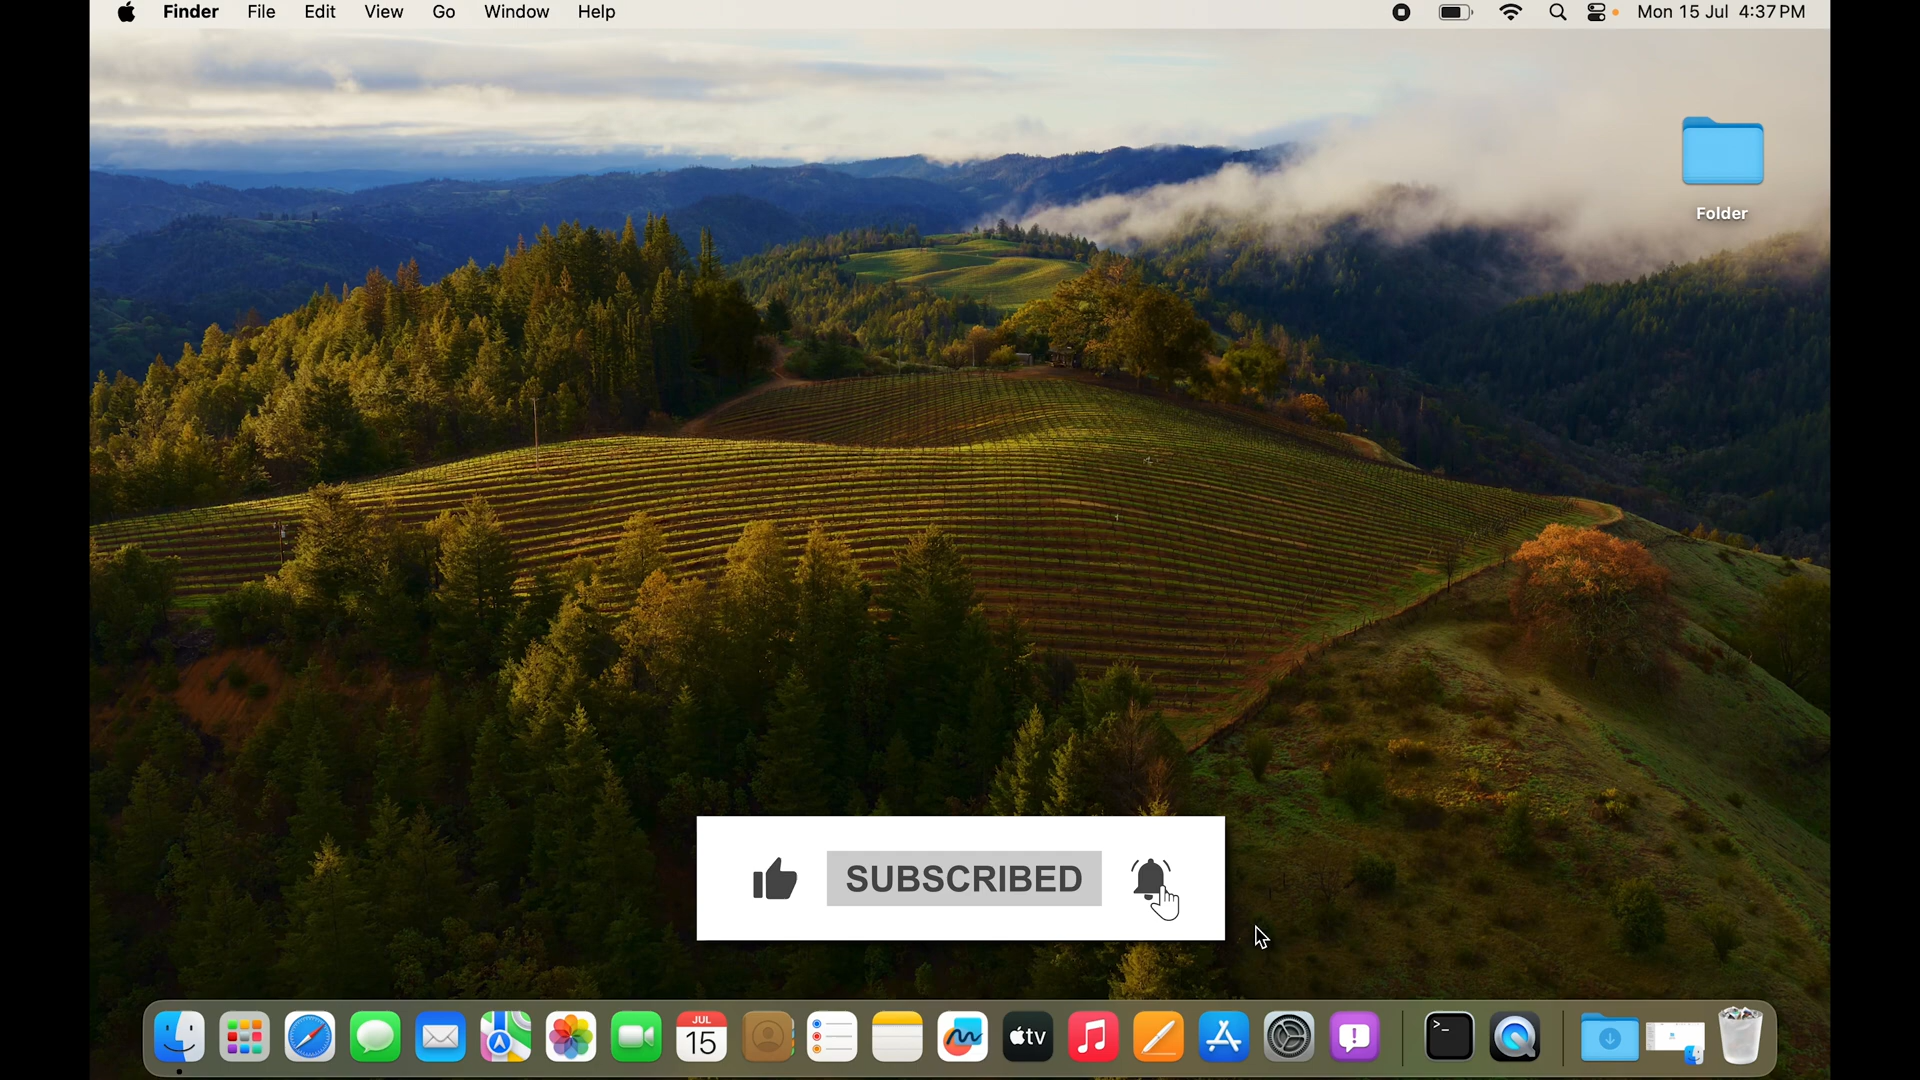 Finder File Edit View Go Window Help Mon 15 Jul 4:37 PM
Folder
SUBSCRIBED
JUL
15
tv
>_